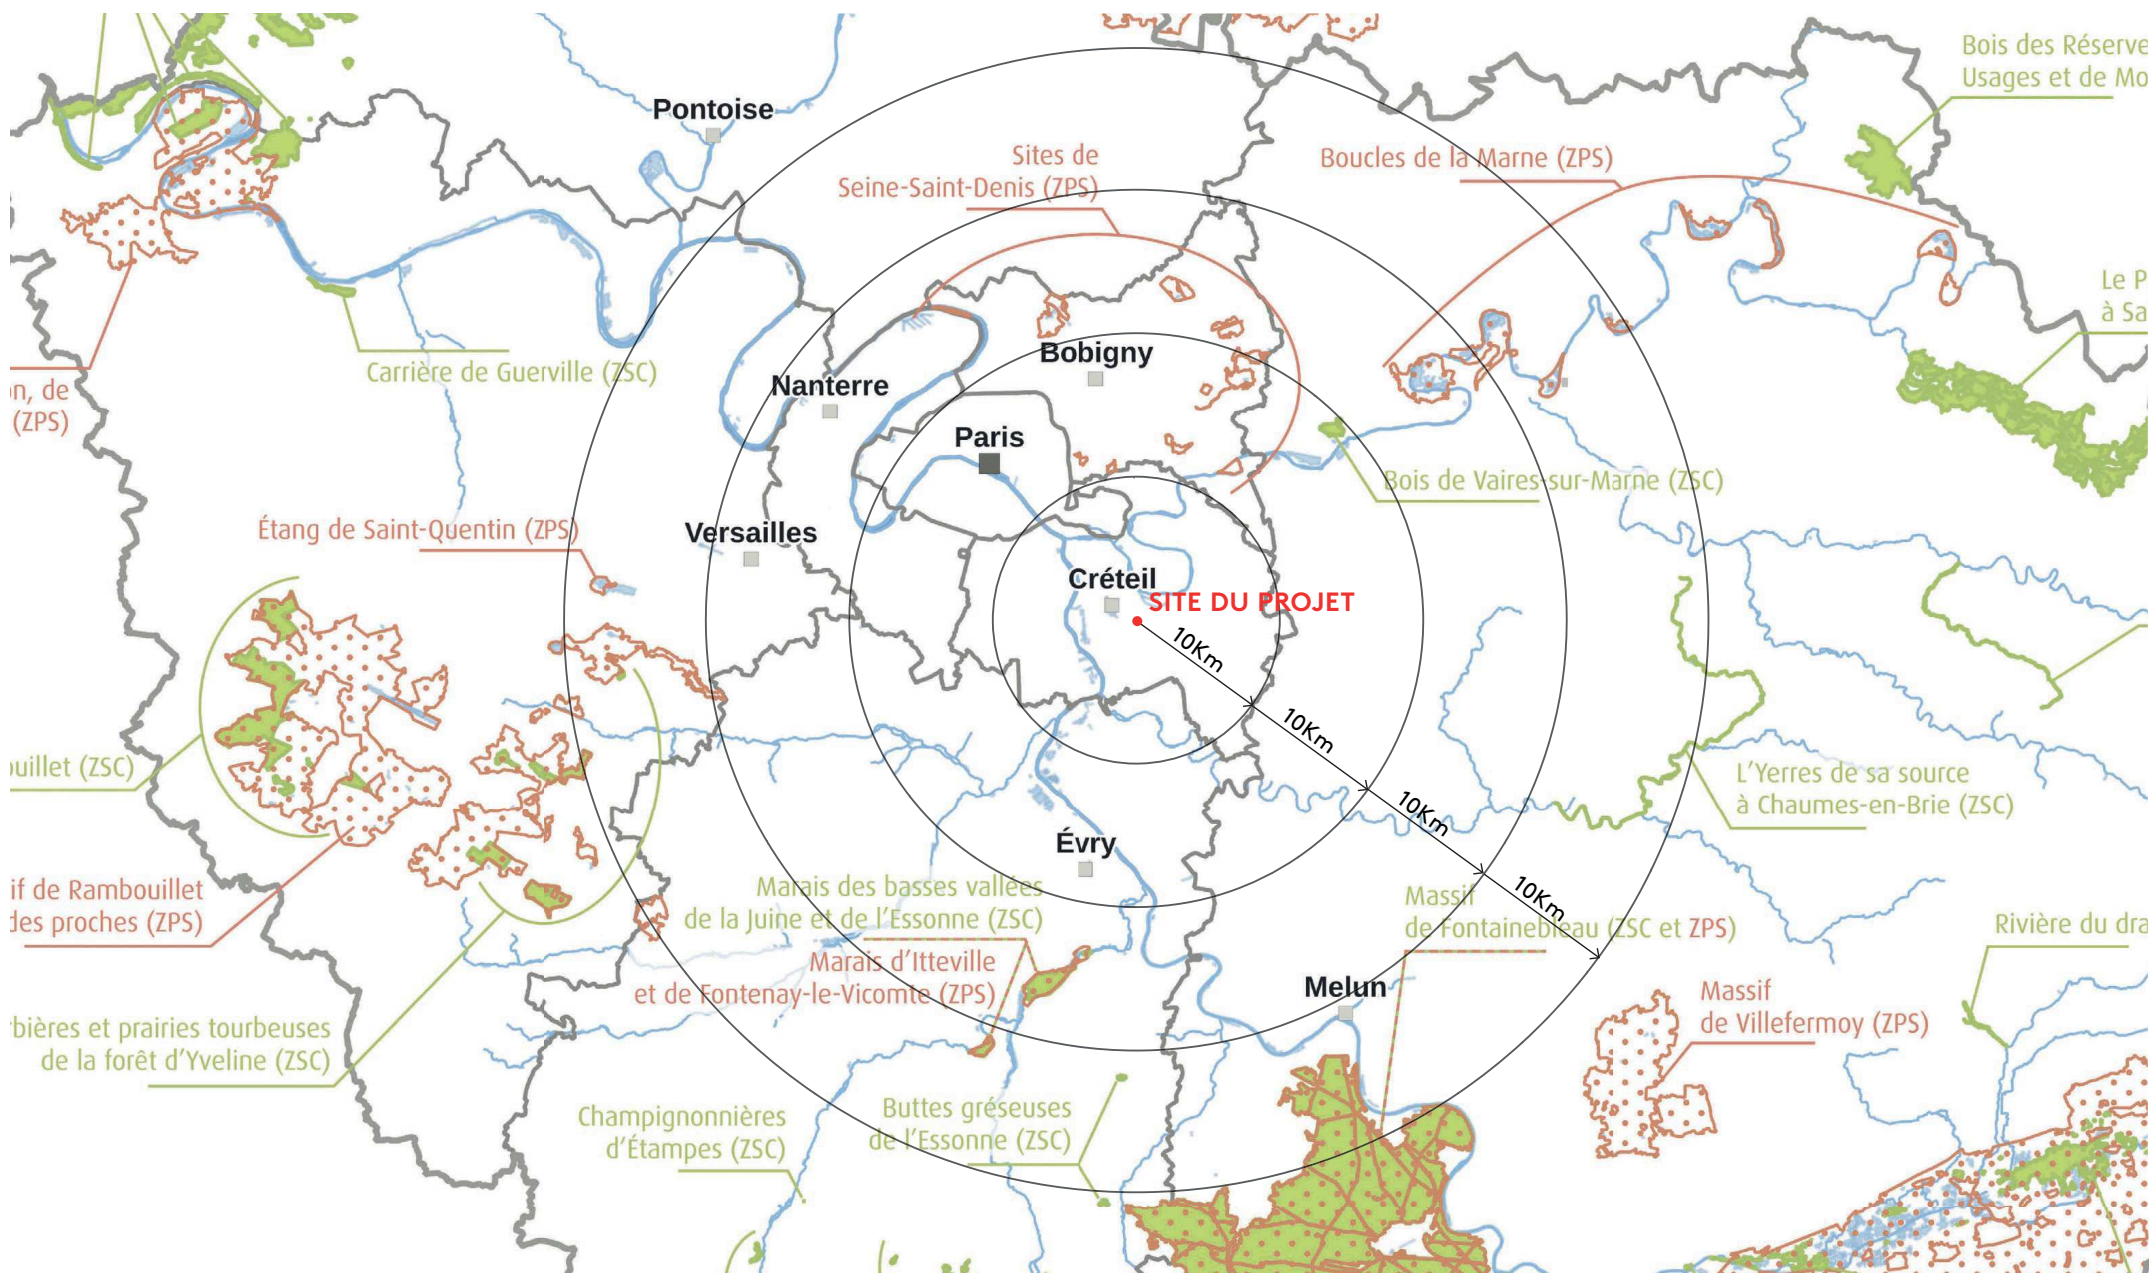 Bois des Réserve
Usages et de Mo
Pontoise
Sites de
Seine-Saint-Denis (ZPS)
Boucles de la Marne (ZPS)
Le P
à Sa
Carrière de Guerville (ZSC)
n, de
(ZPS)
Bobigny
Nanterre
Paris
Bois de Vaires-sur-Marne (ZSC)
Étang de Saint-Quentin (ZPS)
Versailles
Créteil
SITE DU PROJET
10Km
10Km
10Km
10Km
ouillet (ZSC)
L'Yerres de sa source
à Chaumes-en-Brie (ZSC)
Évry
if de Rambouillet
des proches (ZPS)
Marais des basses vallées
de la Juine et de l'Essonne (ZSC)
Marais d'Itteville
et de Fontenay-le-Vicomte (ZPS)
Massif
de Fontainebleau (ZSC et ZPS)
Rivière du dra
Melun
Massif
de Villefermoy (ZPS)
rbières et prairies tourbeuses
de la forêt d'Yveline (ZSC)
Champignonnières
d'Étampes (ZSC)
Buttes gréseuses
de l'Essonne (ZSC)